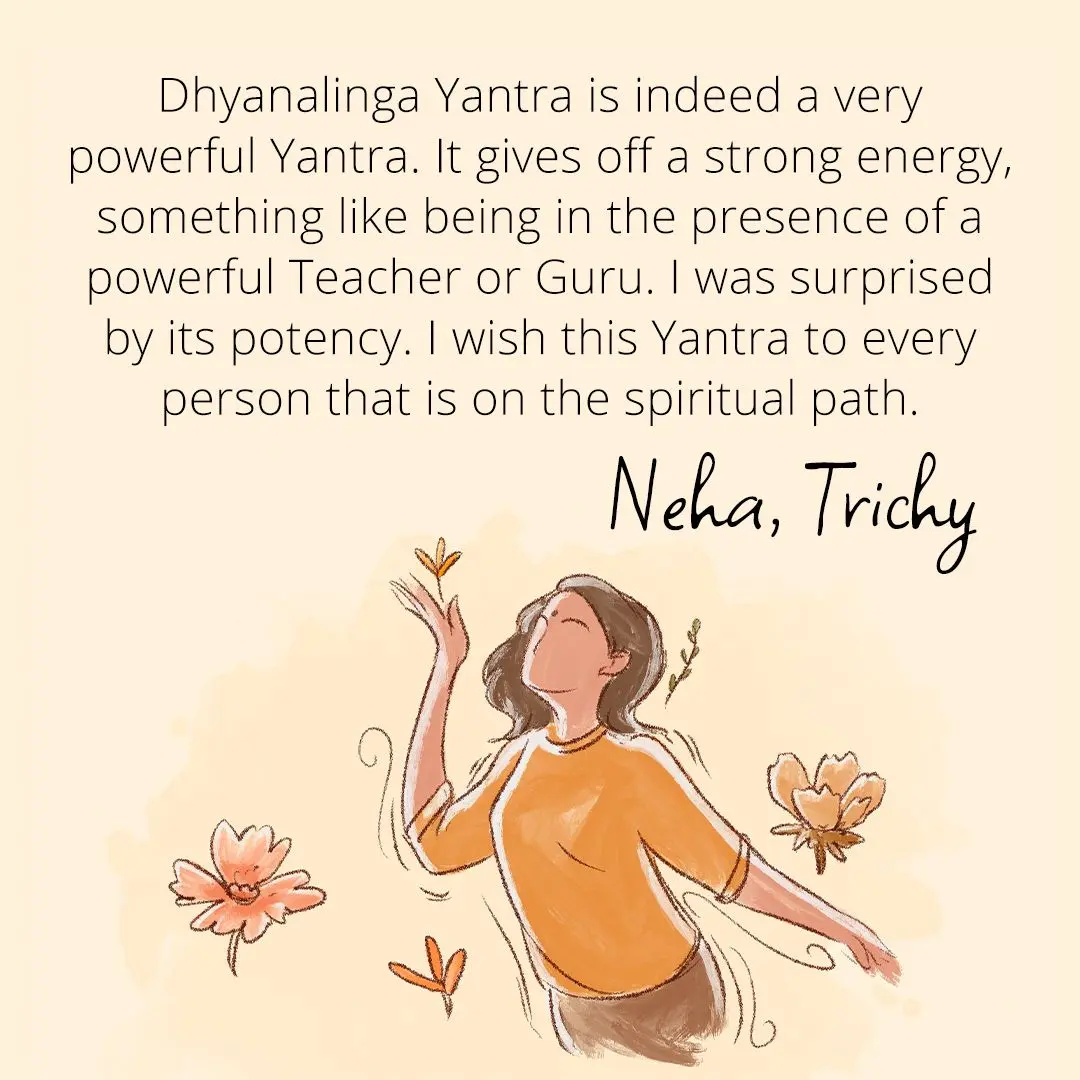 Dhyanalinga Yantra is indeed a very
powerful Yantra. It gives off a strong energy,
something like being in the presence of a
powerful Teacher or Guru. I was surprised
by its potency. I wish this Yantra to every
person that is on the spiritual path.
Neha, Trichy